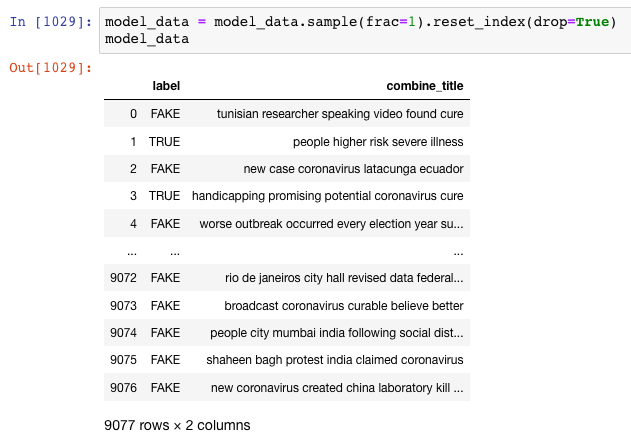 In [1029]: model_data = model_data.sample(frac=1).reset_index(drop=True)
model_data
Out[1029]:
label combine_title
0 FAKE tunisian researcher speaking video found cure
1 TRUE people higher risk severe illness
2 FAKE new case coronavirus latacunga ecuador
3 TRUE handicapping promising potential coronavirus cure
4 FAKE worse outbreak occurred every election year su...
... ... ...
9072 FAKE rio de janeiros city hall revised data federal...
9073 FAKE broadcast coronavirus curable believe better
9074 FAKE people city mumbai india following social dist...
9075 FAKE shaheen bagh protest india claimed coronavirus
9076 FAKE new coronavirus created china laboratory kill ...
9077 rows × 2 columns